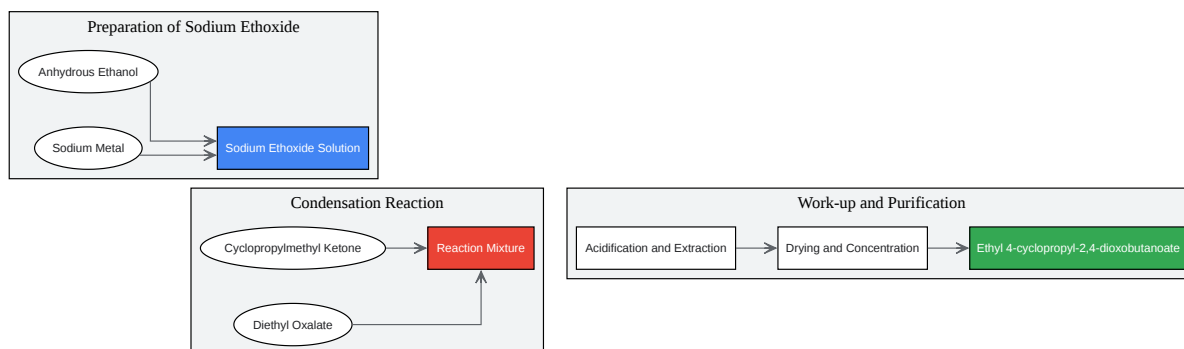 Preparation of Sodium Ethoxide
Anhydrous Ethanol
Sodium Metal
Sodium Ethoxide Solution
Condensation Reaction
Cyclopropylmethyl Ketone
Reaction Mixture
Diethyl Oxalate
Work-up and Purification
Acidification and Extraction
Drying and Concentration
Ethyl 4-cyclopropyl-2,4-dioxobutanoate